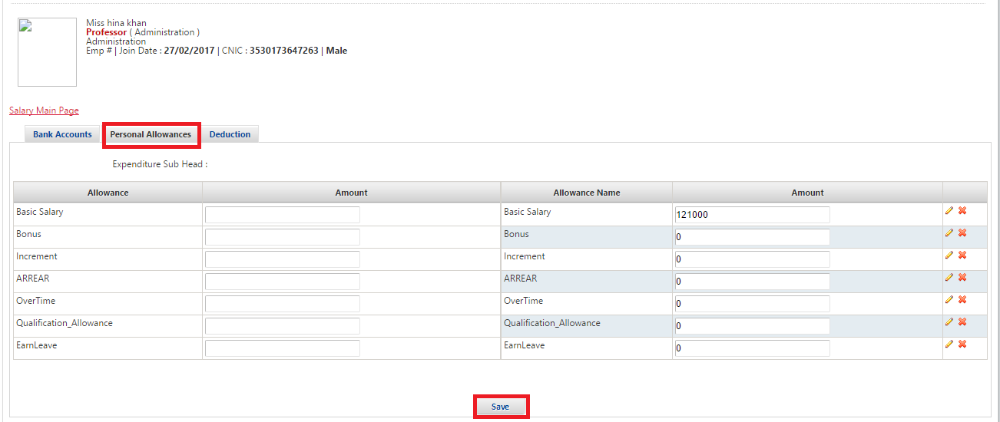 Miss hina khan
Professor ( Administration )
Administration
Emp # | Join Date : 27/02/2017 | CNIC : 3530173647263 | Male
Salary Main Page
Bank Accounts Personal Allowances Deduction
Expenditure Sub Head :
Allowance Amount Allowance Name Amount
Basic Salary Basic Salary 121000
Bonus Bonus 0
Increment Increment 0
ARREAR ARREAR 0
OverTime OverTime 0
Qualification_Allowance Qualification_Allowance 0
EarnLeave EarnLeave 0
Save